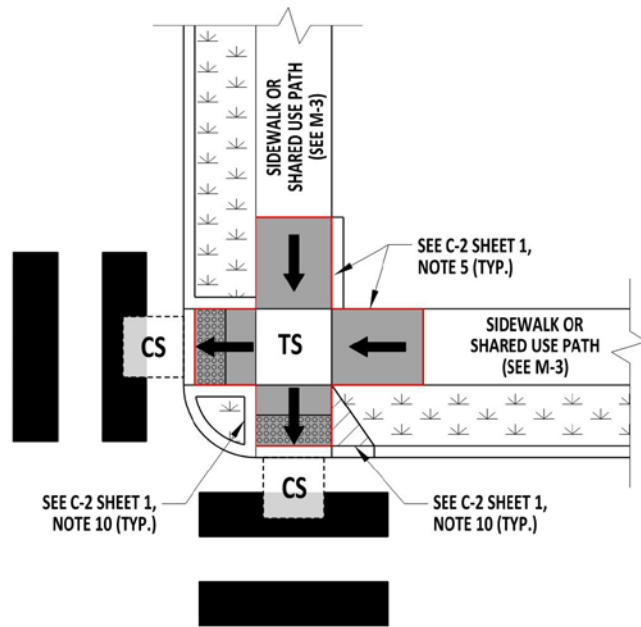 SIDEWALK OR
SHARED USE PATH
(SEE M-3)
SEE C-2 SHEET 1,
NOTE 5 (TYP.)
CS
TS
SIDEWALK OR
SHARED USE PATH
(SEE M-3)
SEE C-2 SHEET 1,
NOTE 10 (TYP.)
CS
SEE C-2 SHEET 1,
NOTE 10 (TYP.)